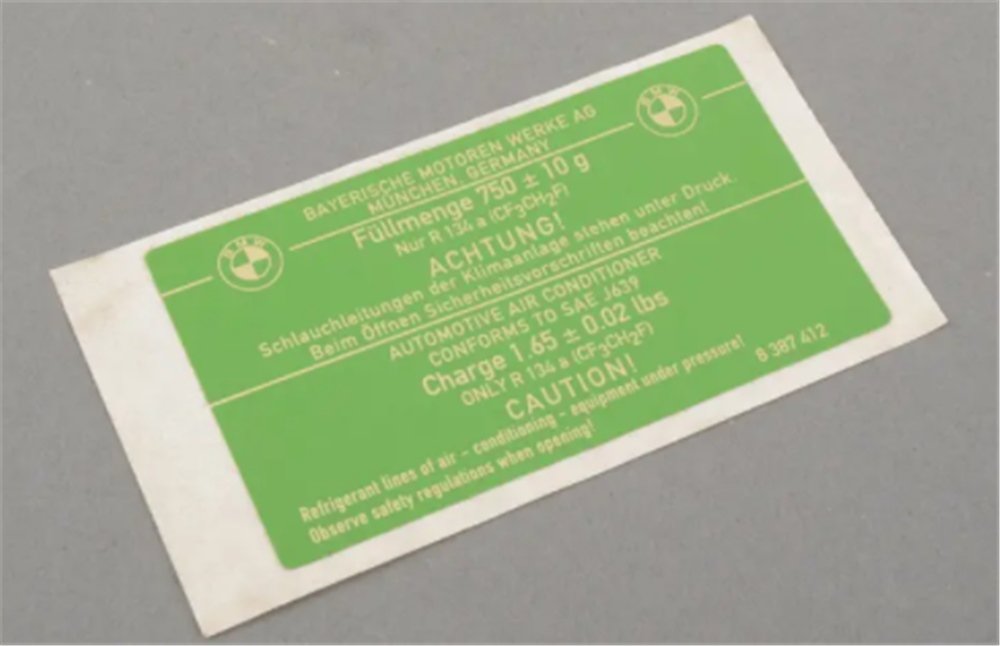 BMW
BMW
BAYERISCHE MOTOREN WERKE AG
MÜNCHEN, GERMANY
Füllmenge 750 ± 10 g
Nur R 134 a (CF₃CH₂F)
ACHTUNG!
Schlauchleitungen der Klimaanlage stehen unter Druck.
Beim Öffnen Sicherheitsvorschriften beachten!
AUTOMOTIVE AIR CONDITIONER
CONFORMS TO SAE J639
Charge 1.65 ± 0.02 lbs
ONLY R 134 a (CF₃CH₂F)
CAUTION!
Refrigerant lines of air - conditioning - equipment under pressure!
Observe safety regulations when opening!
8 387 412